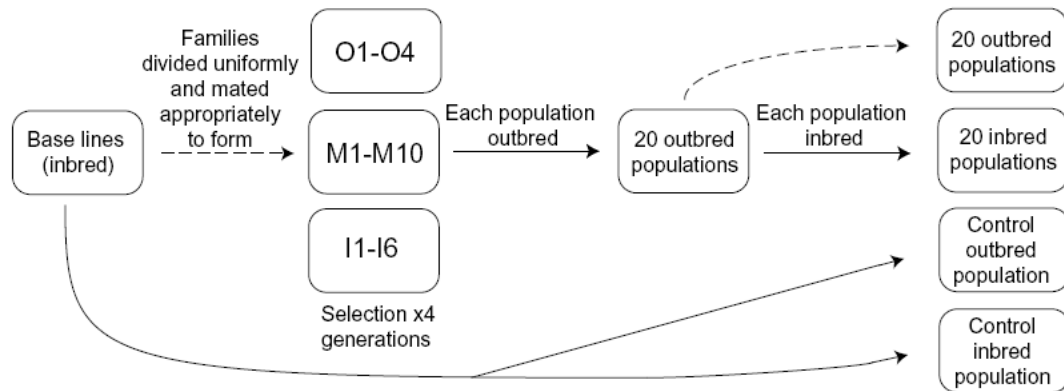 Families
divided uniformly
and mated
appropriately
to form
Base lines
(inbred)
O1-O4
M1-M10
I1-I6
Selection x4
generations
Each population
outbred
20 outbred
populations
Each population
inbred
20 outbred
populations
20 inbred
populations
Control
outbred
population
Control
inbred
population